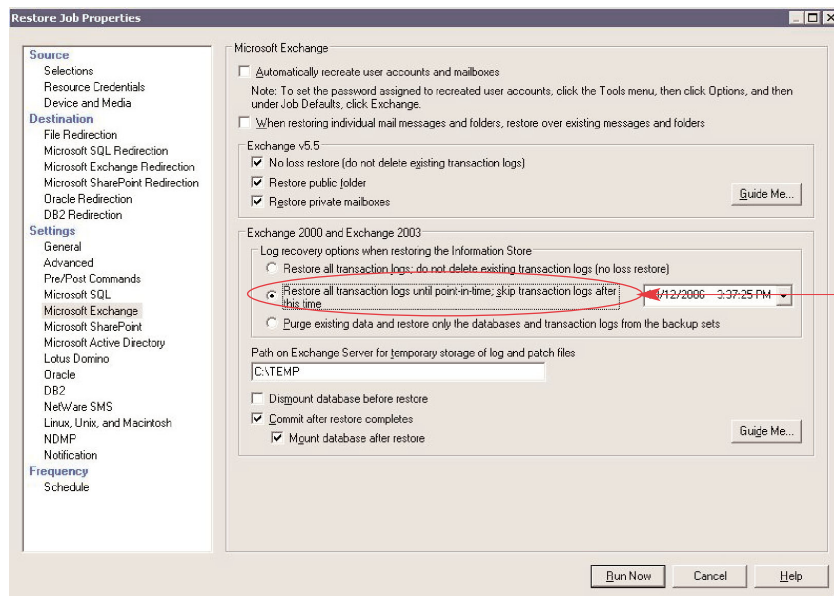 Restore Job Properties
Source
Selections
Resource Credentials
Device and Media
Destination
File Redirection
Microsoft SQL Redirection
Microsoft Exchange Redirection
Microsoft SharePoint Redirection
Oracle Redirection
DB2 Redirection
Settings
General
Advanced
Pre/Post Commands
Microsoft SQL
Microsoft Exchange
Microsoft SharePoint
Microsoft Active Directory
Lotus Domino
Oracle
DB2
NetWare SMS
Linux, Unix, and Macintosh
NDMP
Notification
Frequency
Schedule
Microsoft Exchange
Automatically recreate user accounts and mailboxes
Note: To set the password assigned to recreated user accounts, click the Tools menu, then click Options, and then
under Job Defaults, click Exchange.
When restoring individual mail messages and folders, restore over existing messages and folders
Exchange v5.5
No loss restore (do not delete existing transaction logs)
Restore public folder
Restore private mailboxes
Guide Me...
Exchange 2000 and Exchange 2003
Log recovery options when restoring the Information Store
Restore all transaction logs; do not delete existing transaction logs (no loss restore)
Restore all transaction logs until point-in-time; skip transaction logs after
this time
/12/2006 3:37:25 PM
Purge existing data and restore only the databases and transaction logs from the backup sets
Path on Exchange Server for temporary storage of log and patch files
C:\TEMP
Dismount database before restore
Commit after restore completes
Mount database after restore
Guide Me...
Run Now
Cancel
Help